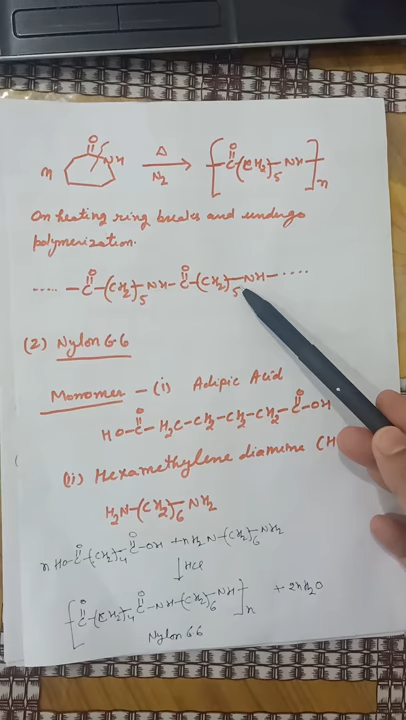 n O C NH Δ N₂ [-C(=O)-(CH₂)₅-NH-]n
On heating ring breaks and undergo
polymerization.
..... -C(=O)-(CH₂)₅-NH-C(=O)-(CH₂)₅-NH- ....
(2) Nylon 6 6
Monomer - (i) Adipic Acid
HO-C(=O)-H₂C-CH₂-CH₂-CH₂-C(=O)-OH
(ii) Hexamethylene diamine (H
H₂N-(CH₂)₆-NH₂
n HO-C(=O)-(CH₂)₄-C(=O)-OH + n H₂N-(CH₂)₆-NH₂
↓ HCl
[-C(=O)-(CH₂)₄-C(=O)-NH-(CH₂)₆-NH-]n + 2nH₂O
Nylon 6 6